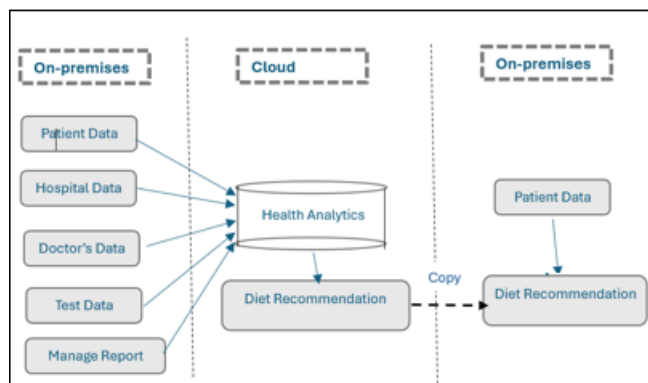 On-premises
Cloud
On-premises
Patient Data
Hospital Data
Doctor's Data
Test Data
Manage Report
Health Analytics
Diet Recommendation
Copy
Patient Data
Diet Recommendation